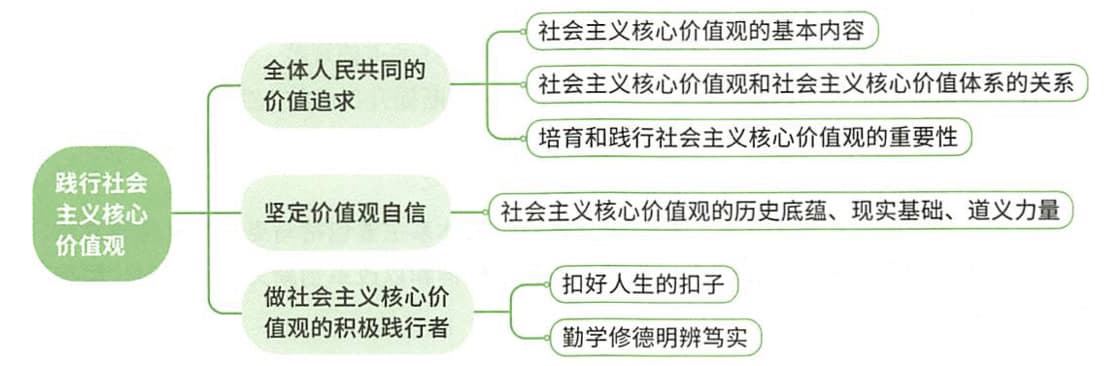 践行社会
主义核心
价值观
全体人民共同的
价值追求
社会主义核心价值观的基本内容
社会主义核心价值观和社会主义核心价值体系的关系
培育和践行社会主义核心价值观的重要性
坚定价值观自信
社会主义核心价值观的历史底蕴、现实基础、道义力量
做社会主义核心价
值观的积极践行者
扣好人生的扣子
勤学修德明辨笃实